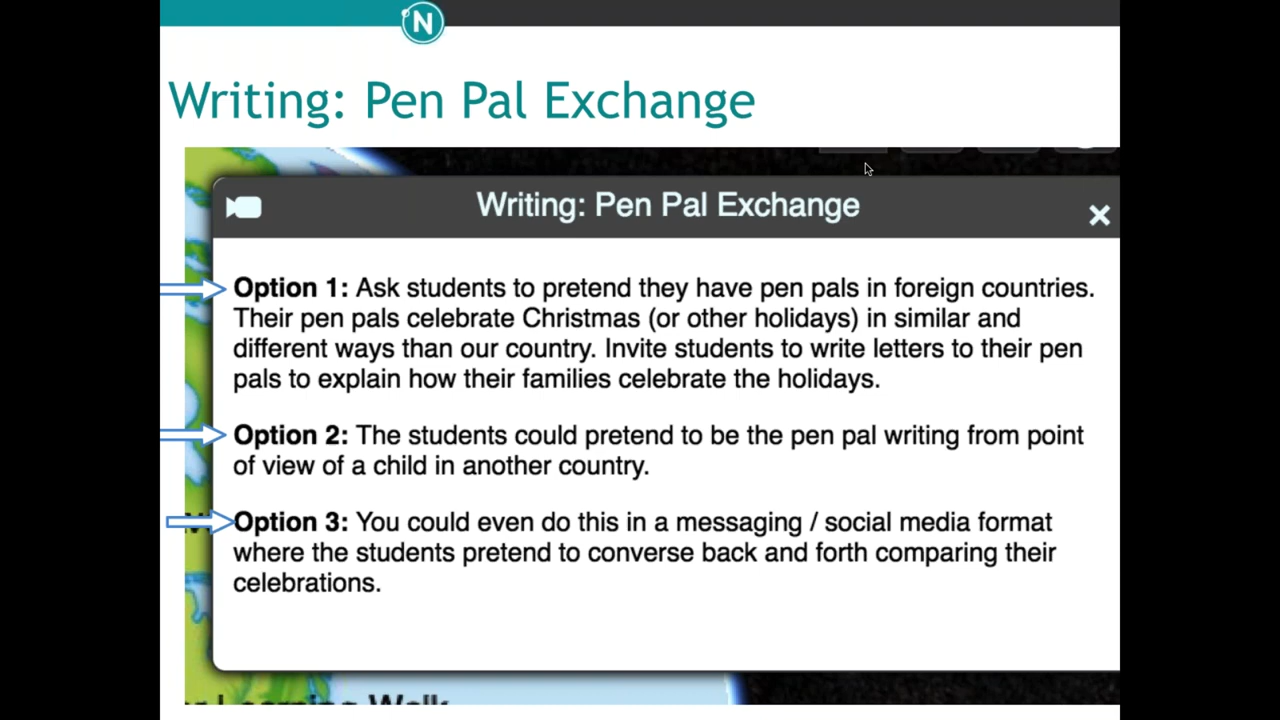 N
Writing: Pen Pal Exchange
Writing: Pen Pal Exchange
Option 1: Ask students to pretend they have pen pals in foreign countries.
Their pen pals celebrate Christmas (or other holidays) in similar and
different ways than our country. Invite students to write letters to their pen
pals to explain how their families celebrate the holidays.
Option 2: The students could pretend to be the pen pal writing from point
of view of a child in another country.
Option 3: You could even do this in a messaging / social media format
where the students pretend to converse back and forth comparing their
celebrations.
Learning Walk